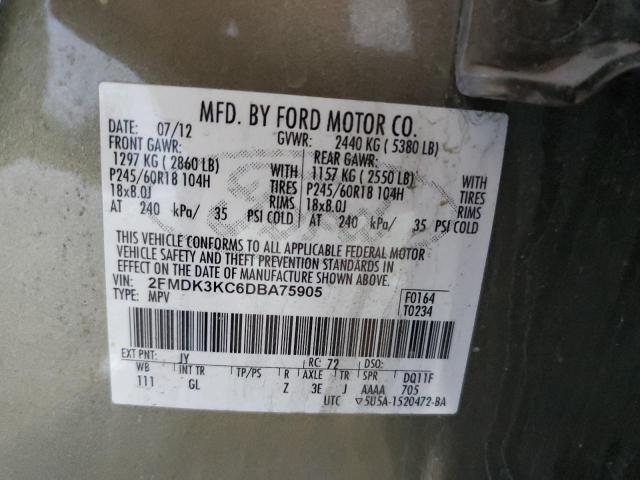 MFD. BY FORD MOTOR CO.
DATE: 07/12 GVWR: 2440 KG ( 5380 LB)
FRONT GAWR: REAR GAWR:
1297 KG ( 2860 LB) WITH 1157 KG ( 2550 LB) WITH
P245/60R18 104H TIRES P245/60R18 104H TIRES
18x8.0J RIMS 18x8.0J RIMS
AT 240 kPa/ 35 PSI COLD AT 240 kPa/ 35 PSI COLD
THIS VEHICLE CONFORMS TO ALL APPLICABLE FEDERAL MOTOR
VEHICLE SAFETY AND THEFT PREVENTION STANDARDS IN
EFFECT ON THE DATE OF MANUFACTURE SHOWN ABOVE.
VIN: 2FMDK3KC6DBA75905 F0164
TYPE: MPV T0234
EXT PNT: JY RC: 72 DSO:
WB INT TR TP/PS R AXLE TR SPR DQ11F
111 GL Z 3E J AAAA 705
UTC ▽5U5A-1520472-BA